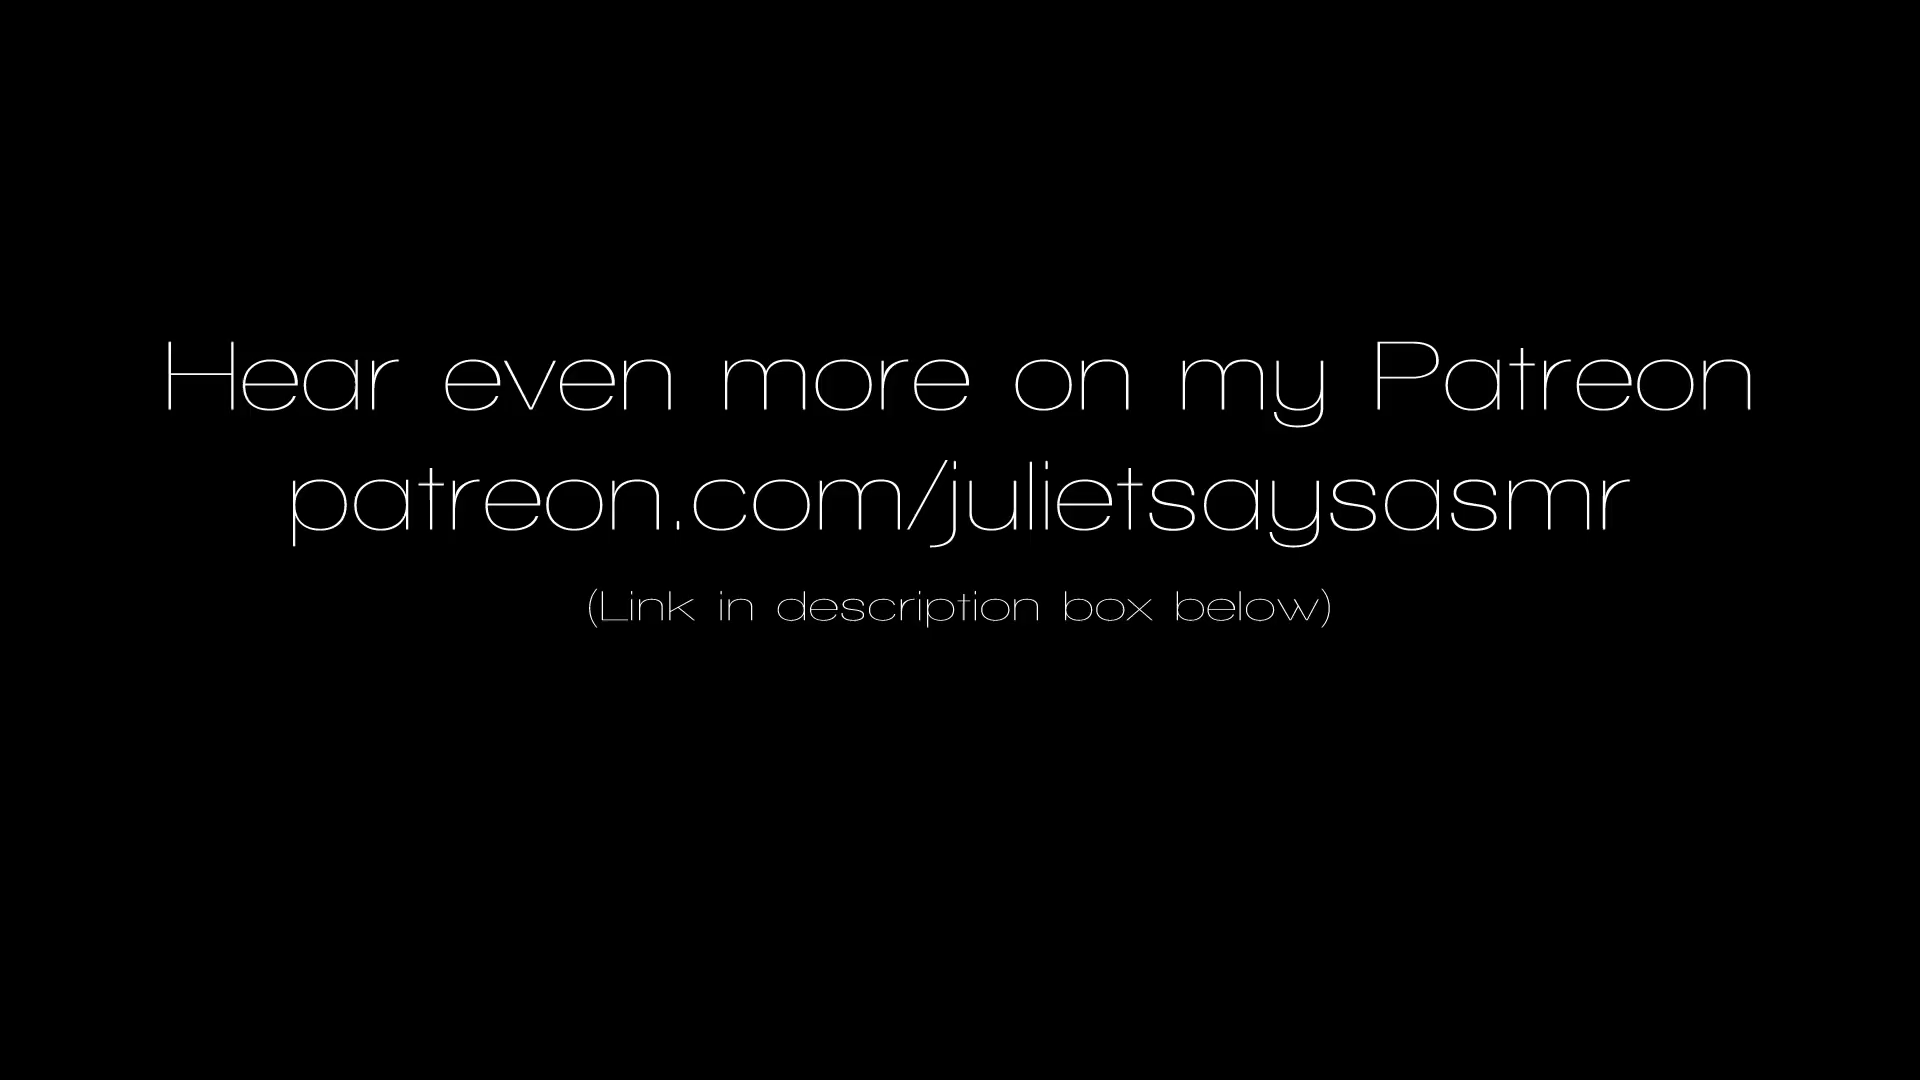 Hear even more on my Patreon
patreon.com/julietsaysasmr
(Link in description box below)